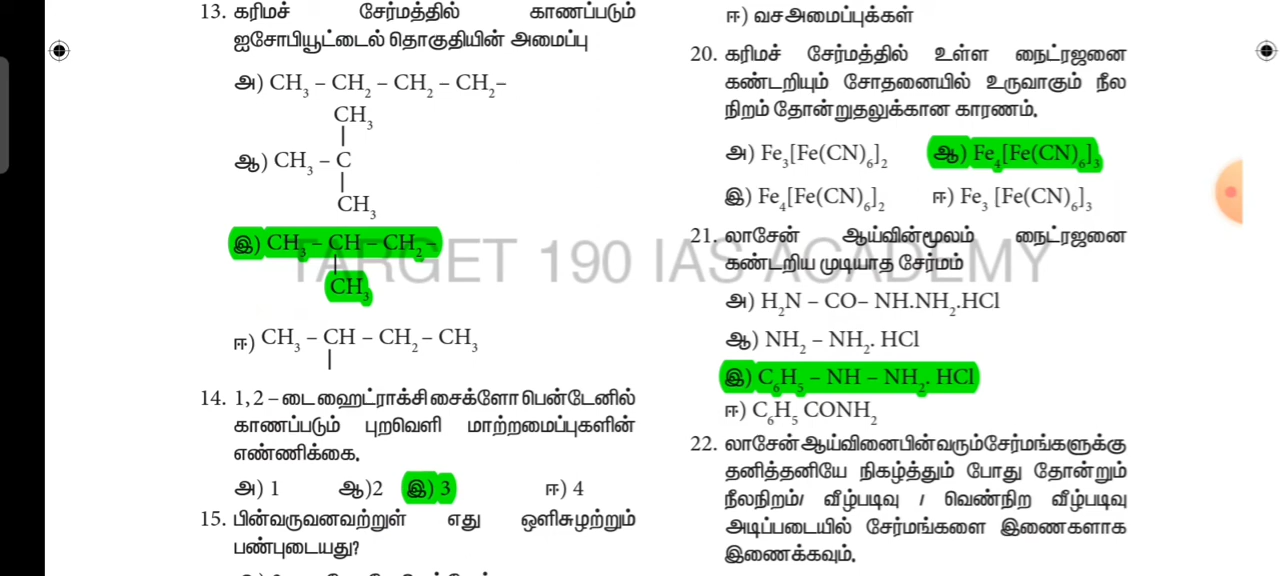 13. கரிமச் சேர்மத்தில் காணப்படும்
ஐசோபியூட்டைல் தொகுதியின் அமைப்பு
அ) CH₃ – CH₂ – CH₂ – CH₂–
CH₃
|
ஆ) CH₃ – C
|
CH₃
இ) CH₃ – CH – CH₂ –
|
CH₃
ஈ) CH₃ – CH – CH₂ – CH₃
|
14. 1, 2 – டைஹைட்ராக்சி சைக்ளோ பென்டேனில்
காணப்படும் புறவெளி மாற்றமைப்புகளின்
எண்ணிக்கை.
அ) 1 ஆ)2 இ) 3 ஈ) 4
15. பின்வருவனவற்றுள் எது ஒளிசுழற்றும்
பண்புடையது?
ஈ) வச அமைப்புக்கள்
20. கரிமச் சேர்மத்தில் உள்ள நைட்ரஜனை
கண்டறியும் சோதனையில் உருவாகும் நீல
நிறம் தோன்றுதலுக்கான காரணம்.
அ) Fe₃[Fe(CN)₆]₂ ஆ) Fe₄[Fe(CN)₆]₃
இ) Fe₄[Fe(CN)₆]₂ ஈ) Fe₃ [Fe(CN)₆]₃
21. லாசேன் ஆய்வின்மூலம் நைட்ரஜனை
கண்டறிய முடியாத சேர்மம்
அ) H₂N – CO– NH.NH₂.HCl
ஆ) NH₂ – NH₂. HCl
இ) C₆H₅ – NH – NH₂. HCl
ஈ) C₆H₅ CONH₂
22. லாசேன் ஆய்வினை பின்வரும் சேர்மங்களுக்கு
தனித்தனியே நிகழ்த்தும் போது தோன்றும்
நீலநிறம்/ வீழ்படிவு / வெண்நிற வீழ்படிவு
அடிப்படையில் சேர்மங்களை இணைகளாக
இணைக்கவும்.
TARGET 190 IAS ACADEMY